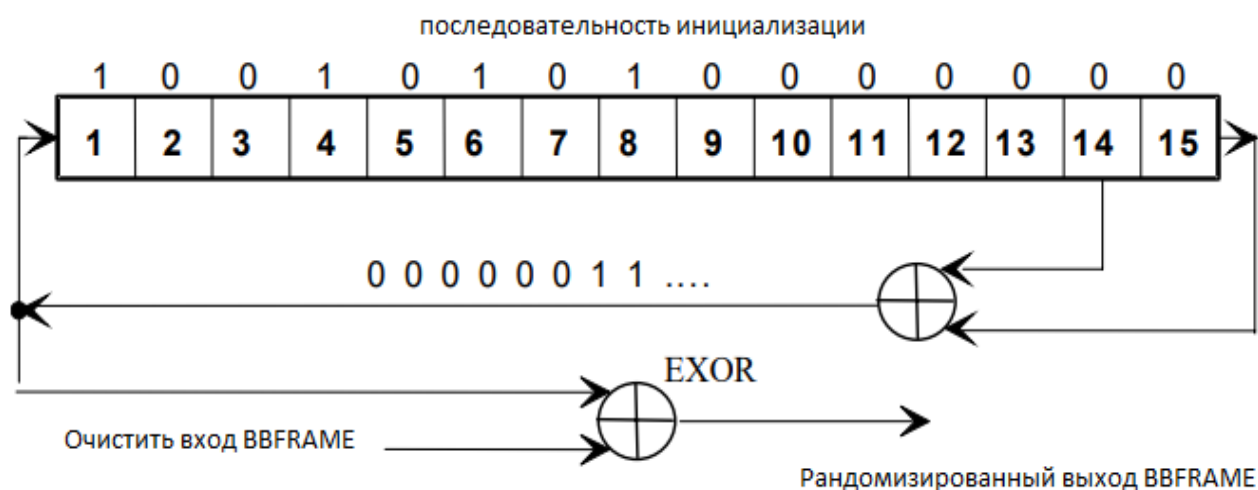 последовательность инициализации
1 0 0 1 0 1 0 1 0 0 0 0 0 0 0
1 2 3 4 5 6 7 8 9 10 11 12 13 14 15
0 0 0 0 0 0 1 1 ....
EXOR
Очистить вход BBFRAME
Рандомизированный выход BBFRAME